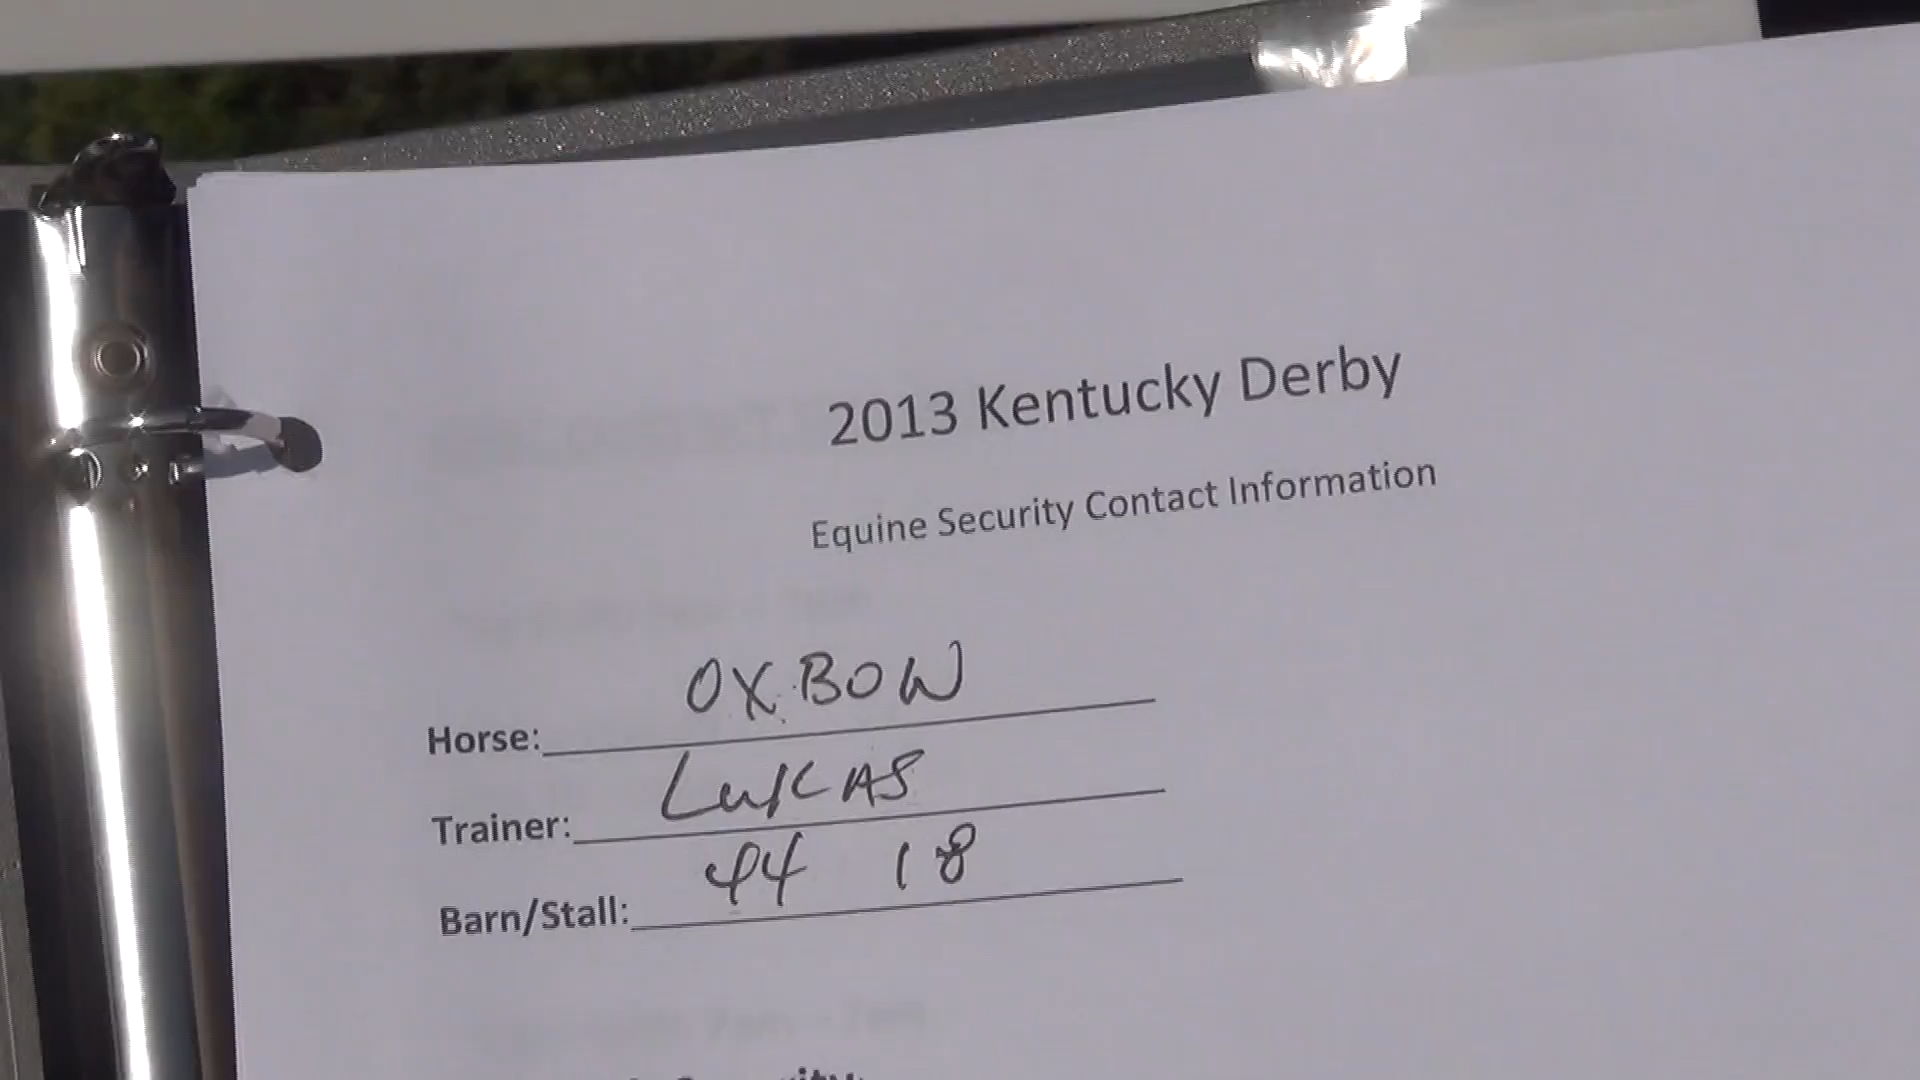 2013 Kentucky Derby
Equine Security Contact Information
Horse: OXBOW
Trainer: LUKAS
Barn/Stall: 44 18